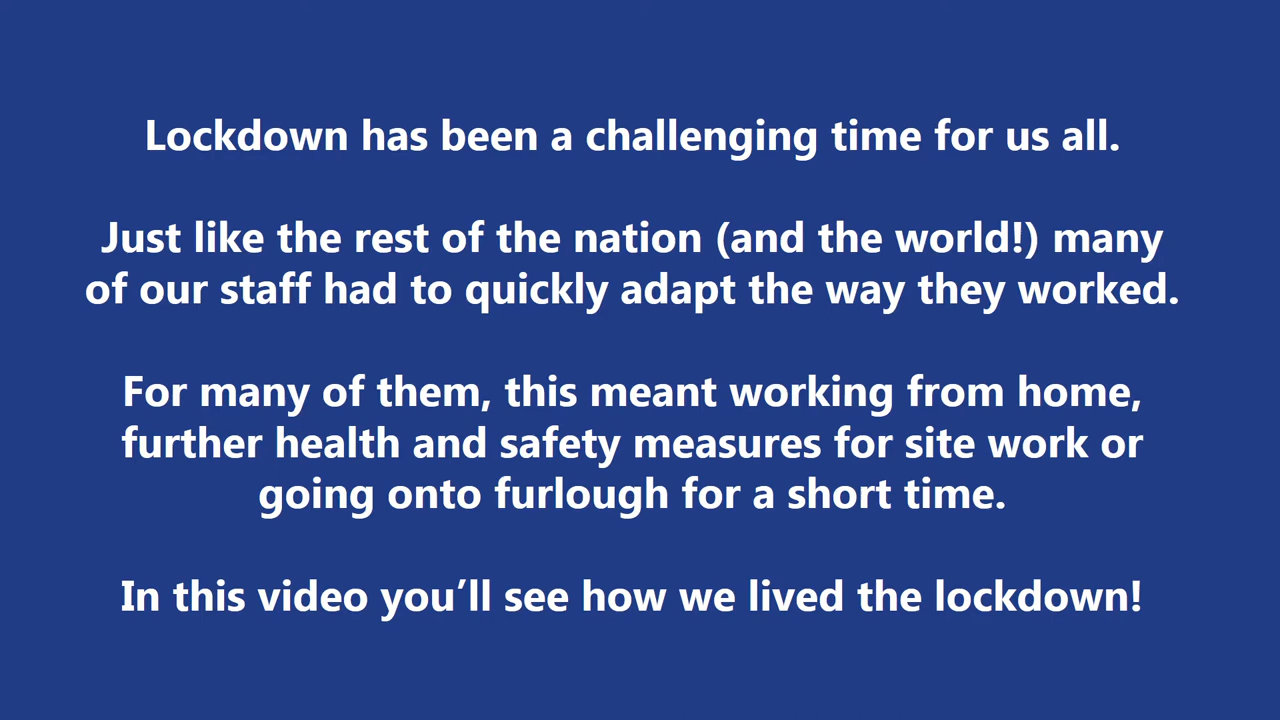 Lockdown has been a challenging time for us all.
Just like the rest of the nation (and the world!) many
of our staff had to quickly adapt the way they worked.
For many of them, this meant working from home,
further health and safety measures for site work or
going onto furlough for a short time.
In this video you’ll see how we lived the lockdown!